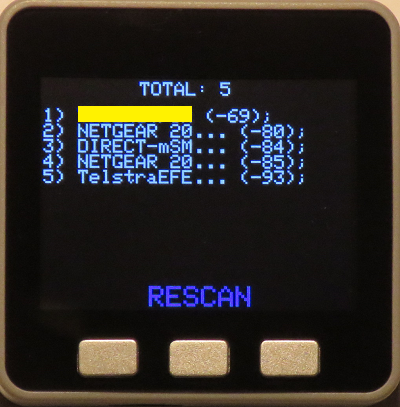 TOTAL: 5
1) (-69);
2) NETGEAR 20... (-80);
3) DIRECT-mSM... (-84);
4) NETGEAR 20... (-85);
5) TelstraEFE... (-93);
RESCAN